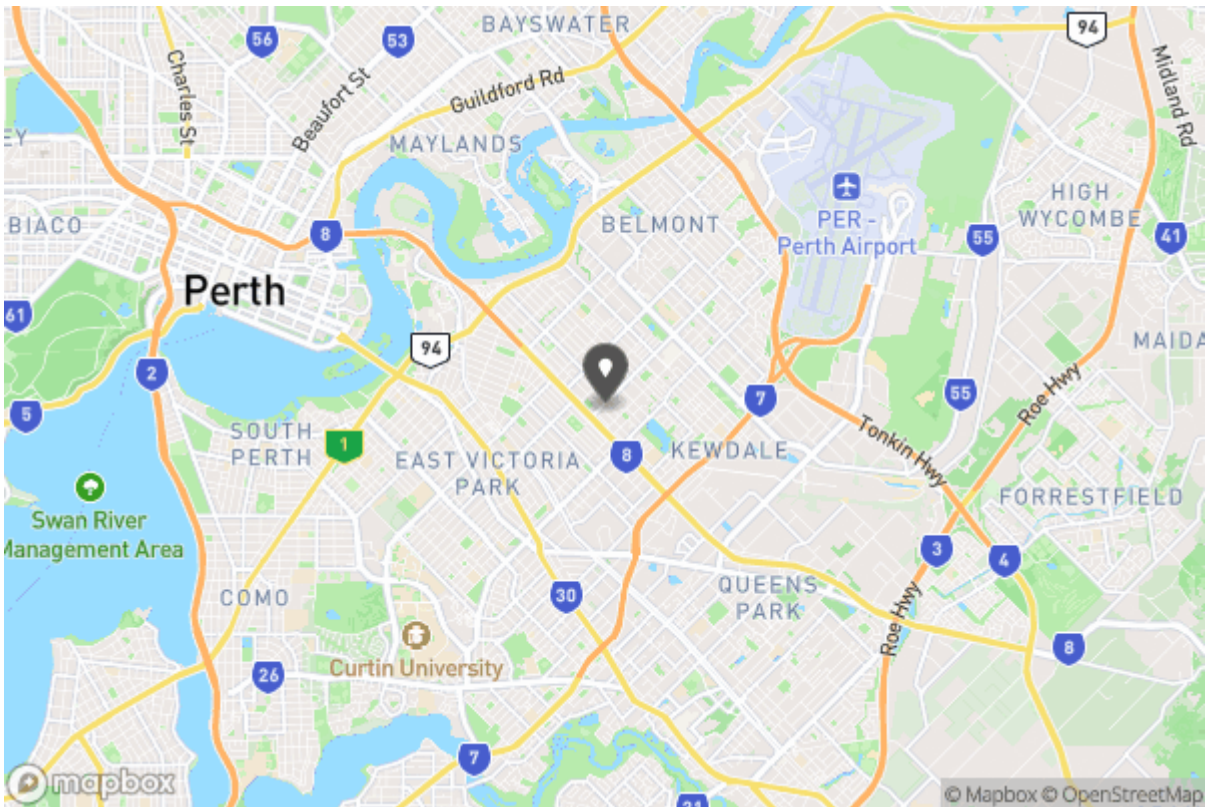 BAYSWATER
94
56
53
Charles St
Beaufort St
Guildford Rd
Midland Rd
MAYLANDS
EY
HIGH
WYCOMBE
BIACO
BELMONT
PER -
Perth Airport
8
55
41
Perth
61
94
MAIDA
2
7
55
5
Roe Hwy
SOUTH
PERTH
1
EAST VICTORIA
PARK
8
KEWDALE
Tonkin Hwy
FORRESTFIELD
Swan River
Management Area
3
4
COMO
30
QUEENS
PARK
Roe Hwy
Curtin University
26
8
7
mapbox
© Mapbox © OpenStreetMap